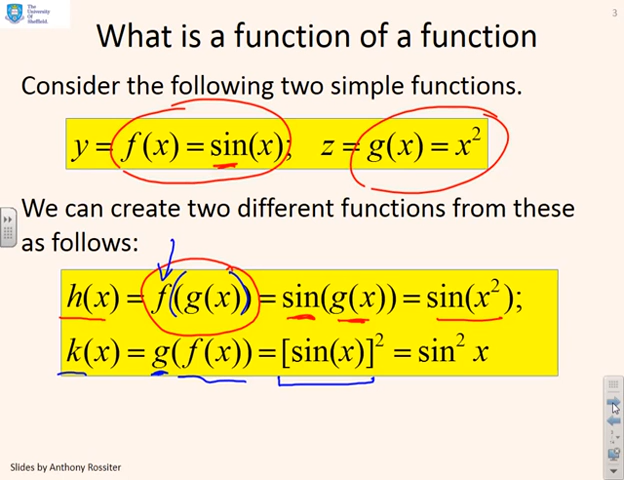 The
University
Of
Sheffield.
3
What is a function of a function
Consider the following two simple functions.
y = f(x) = sin(x);   z = g(x) = x²
We can create two different functions from these
as follows:
h(x) = f(g(x)) = sin(g(x)) = sin(x²);
k(x) = g(f(x)) = [sin(x)]² = sin² x
Slides by Anthony Rossiter